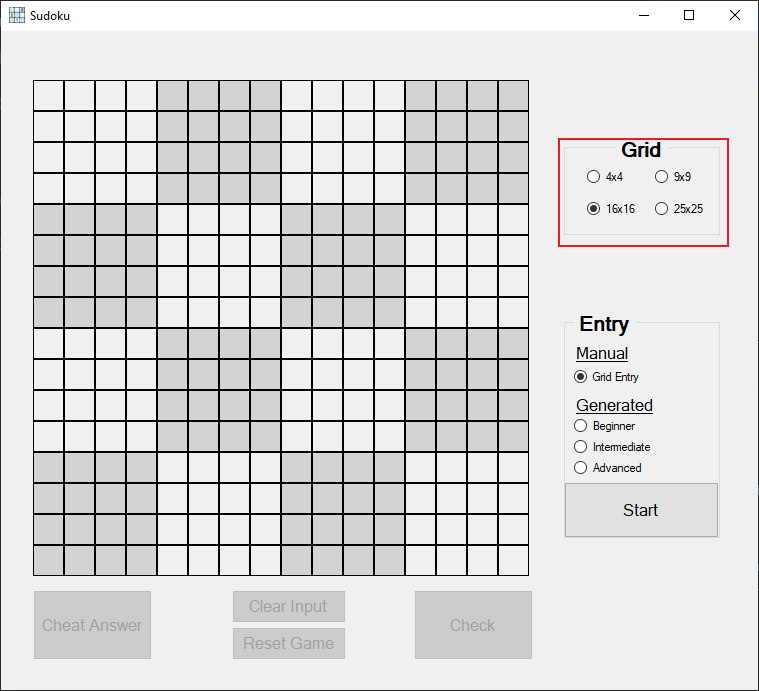 Sudoku
Grid
4x4 9x9
16x16 25x25
Entry
Manual
Grid Entry
Generated
Beginner
Intermediate
Advanced
Start
Cheat Answer
Clear Input
Reset Game
Check